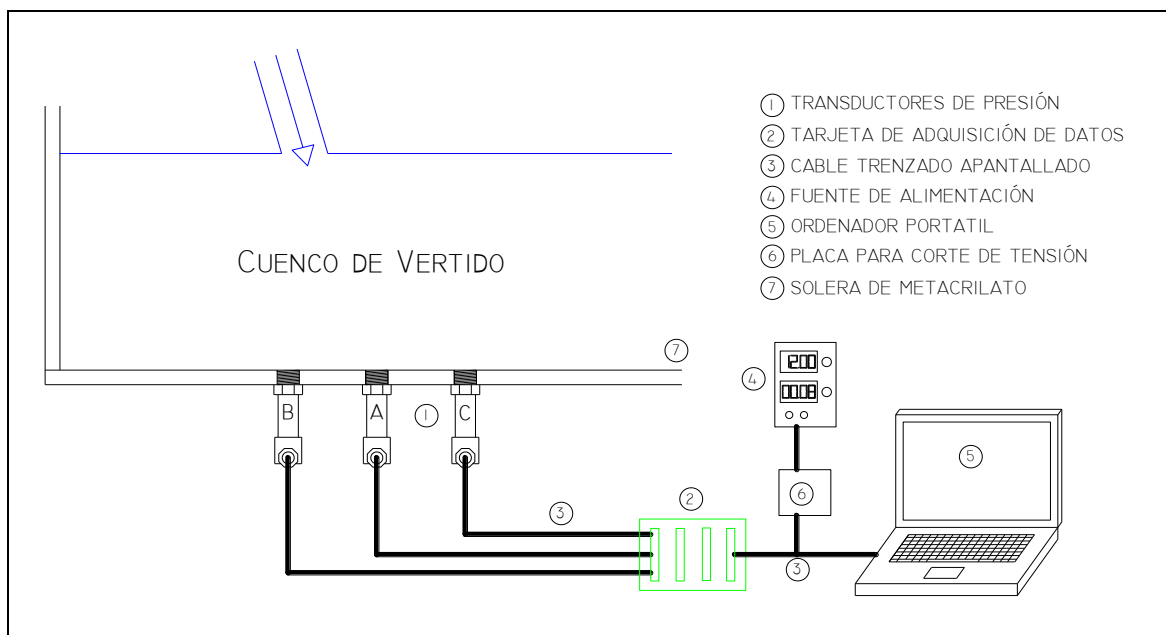 ① TRANSDUCTORES DE PRESIÓN
② TARJETA DE ADQUISICIÓN DE DATOS
③ CABLE TRENZADO APANTALLADO
④ FUENTE DE ALIMENTACIÓN
⑤ ORDENADOR PORTATIL
⑥ PLACA PARA CORTE DE TENSIÓN
⑦ SOLERA DE METACRILATO
CUENCO DE VERTIDO
⑦
④
12.00
00.08
B
A
①
C
⑤
⑥
②
③
③